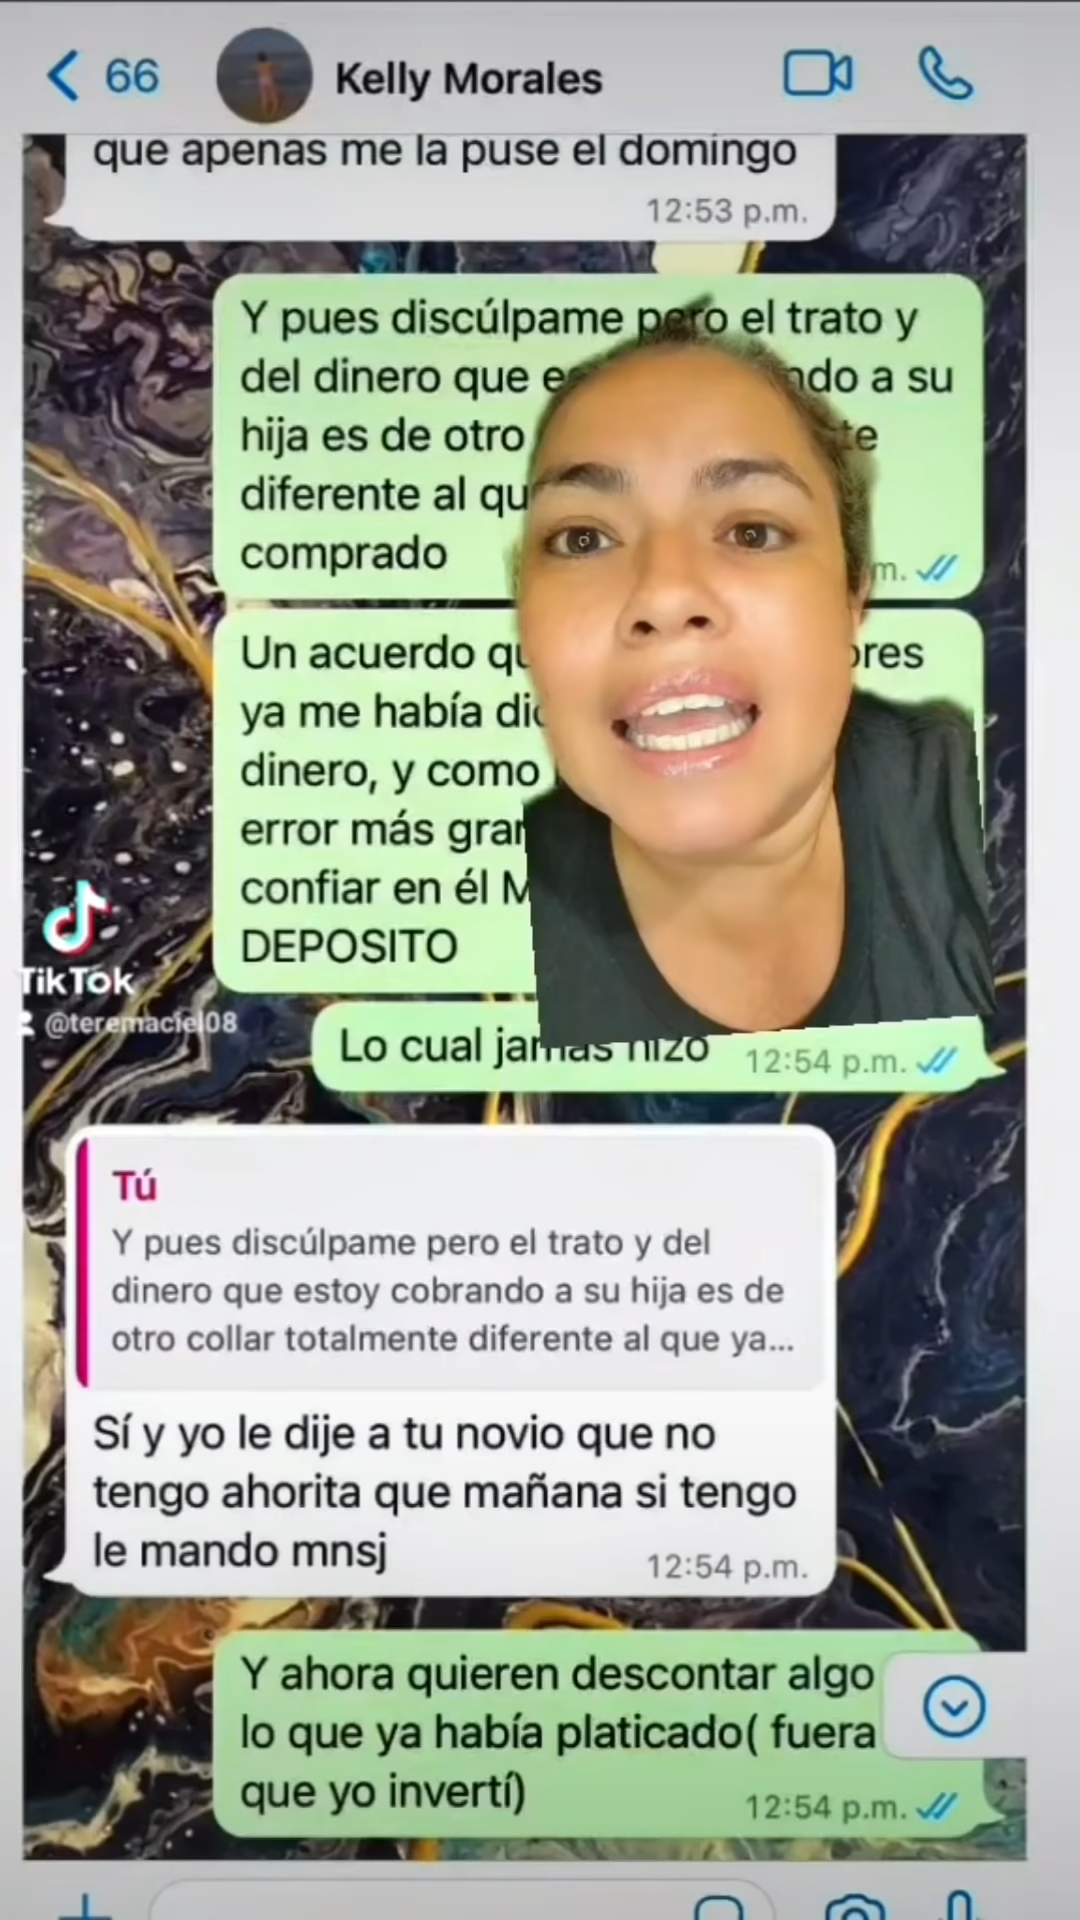 66
Kelly Morales
que apenas me la puse el domingo
12:53 p.m.
Y pues discúlpame pero el trato y
del dinero que a su
hija es de otro
diferente al
comprado
m.
Un acuerdo
ya me había
dinero, y como
error más
confiar en él
DEPOSITO
TikTok
@teremaciel08
Lo cual jamás hizo
12:54 p.m.
Tú
Y pues discúlpame pero el trato y del
dinero que estoy cobrando a su hija es de
otro collar totalmente diferente al que ya...
Sí y yo le dije a tu novio que no
tengo ahorita que mañana si tengo
le mando mnsj
12:54 p.m.
Y ahora quieren descontar algo
lo que ya había platicado( fuera
que yo invertí)
12:54 p.m.